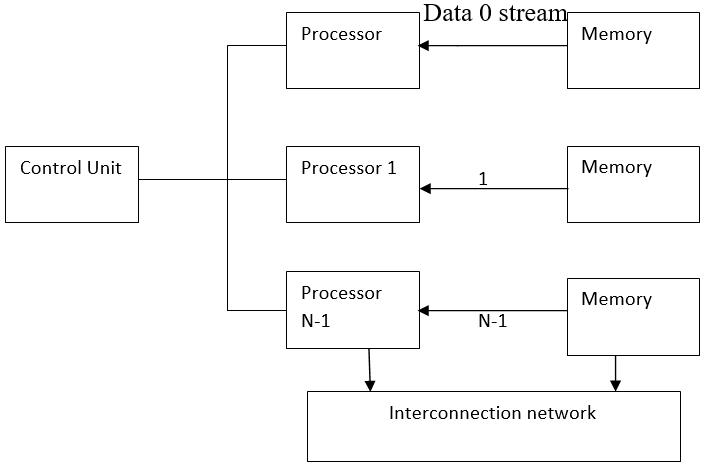 Data 0 stream
Processor
Memory
Control Unit
Processor 1
1
Memory
Processor
N-1
N-1
Memory
Interconnection network